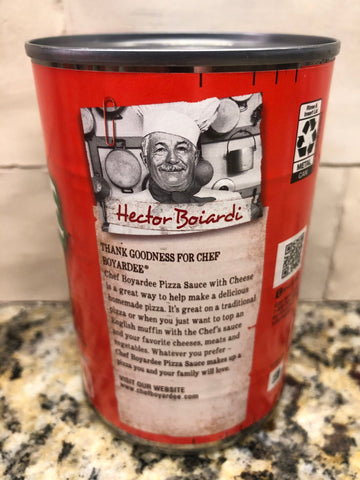 Hector Boiardi
THANK GOODNESS FOR CHEF
BOYARDEE®
Chef Boyardee Pizza Sauce with Cheese
is a great way to help make a delicious
homemade pizza. It's great on a traditional
pizza or when you just want to top an
English muffin with the Chef's sauce
and your favorite cheeses, meats and
vegetables. Whatever you prefer –
Chef Boyardee Pizza Sauce makes up a
pizza you and your family will love.
VISIT OUR WEBSITE
www.chefboyardee.com
Rinse &
Insert Lid
METAL
CAN